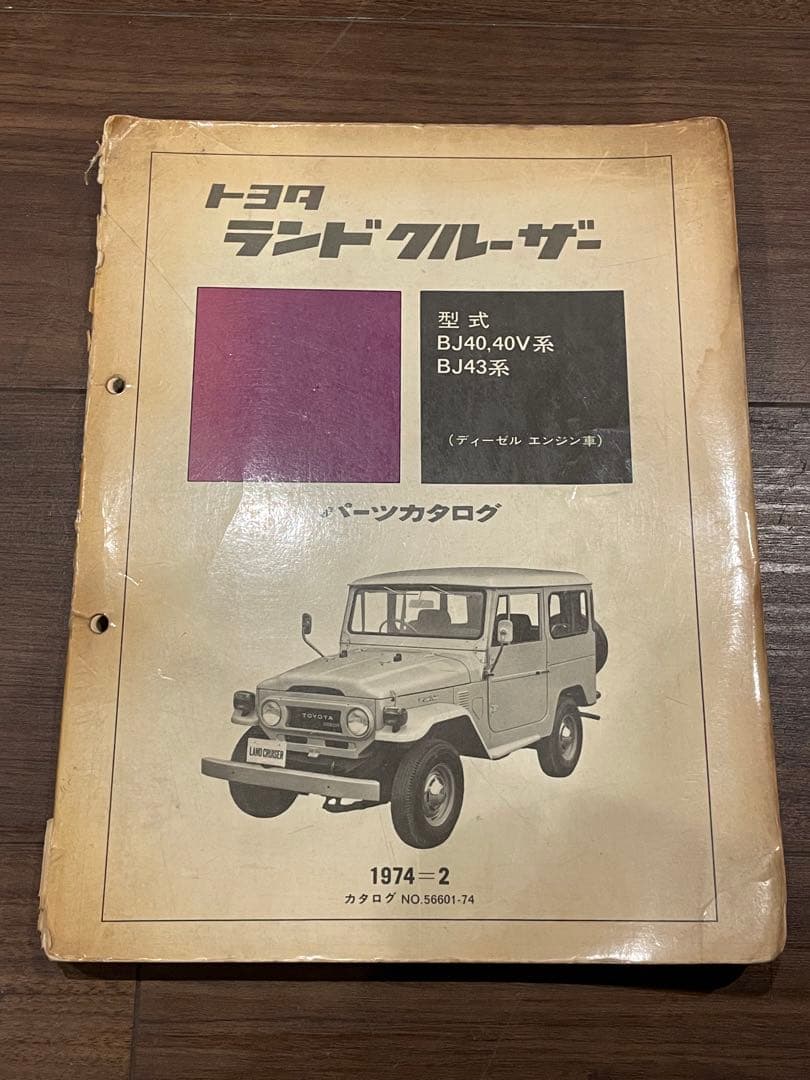 トヨタ
ランドクルーザー
型式
BJ40,40V系
BJ43系
(ディーゼル エンジン車)
パーツカタログ
TOYOTA
LAND CRUISER
1974=2
カタログ NO.56601-74